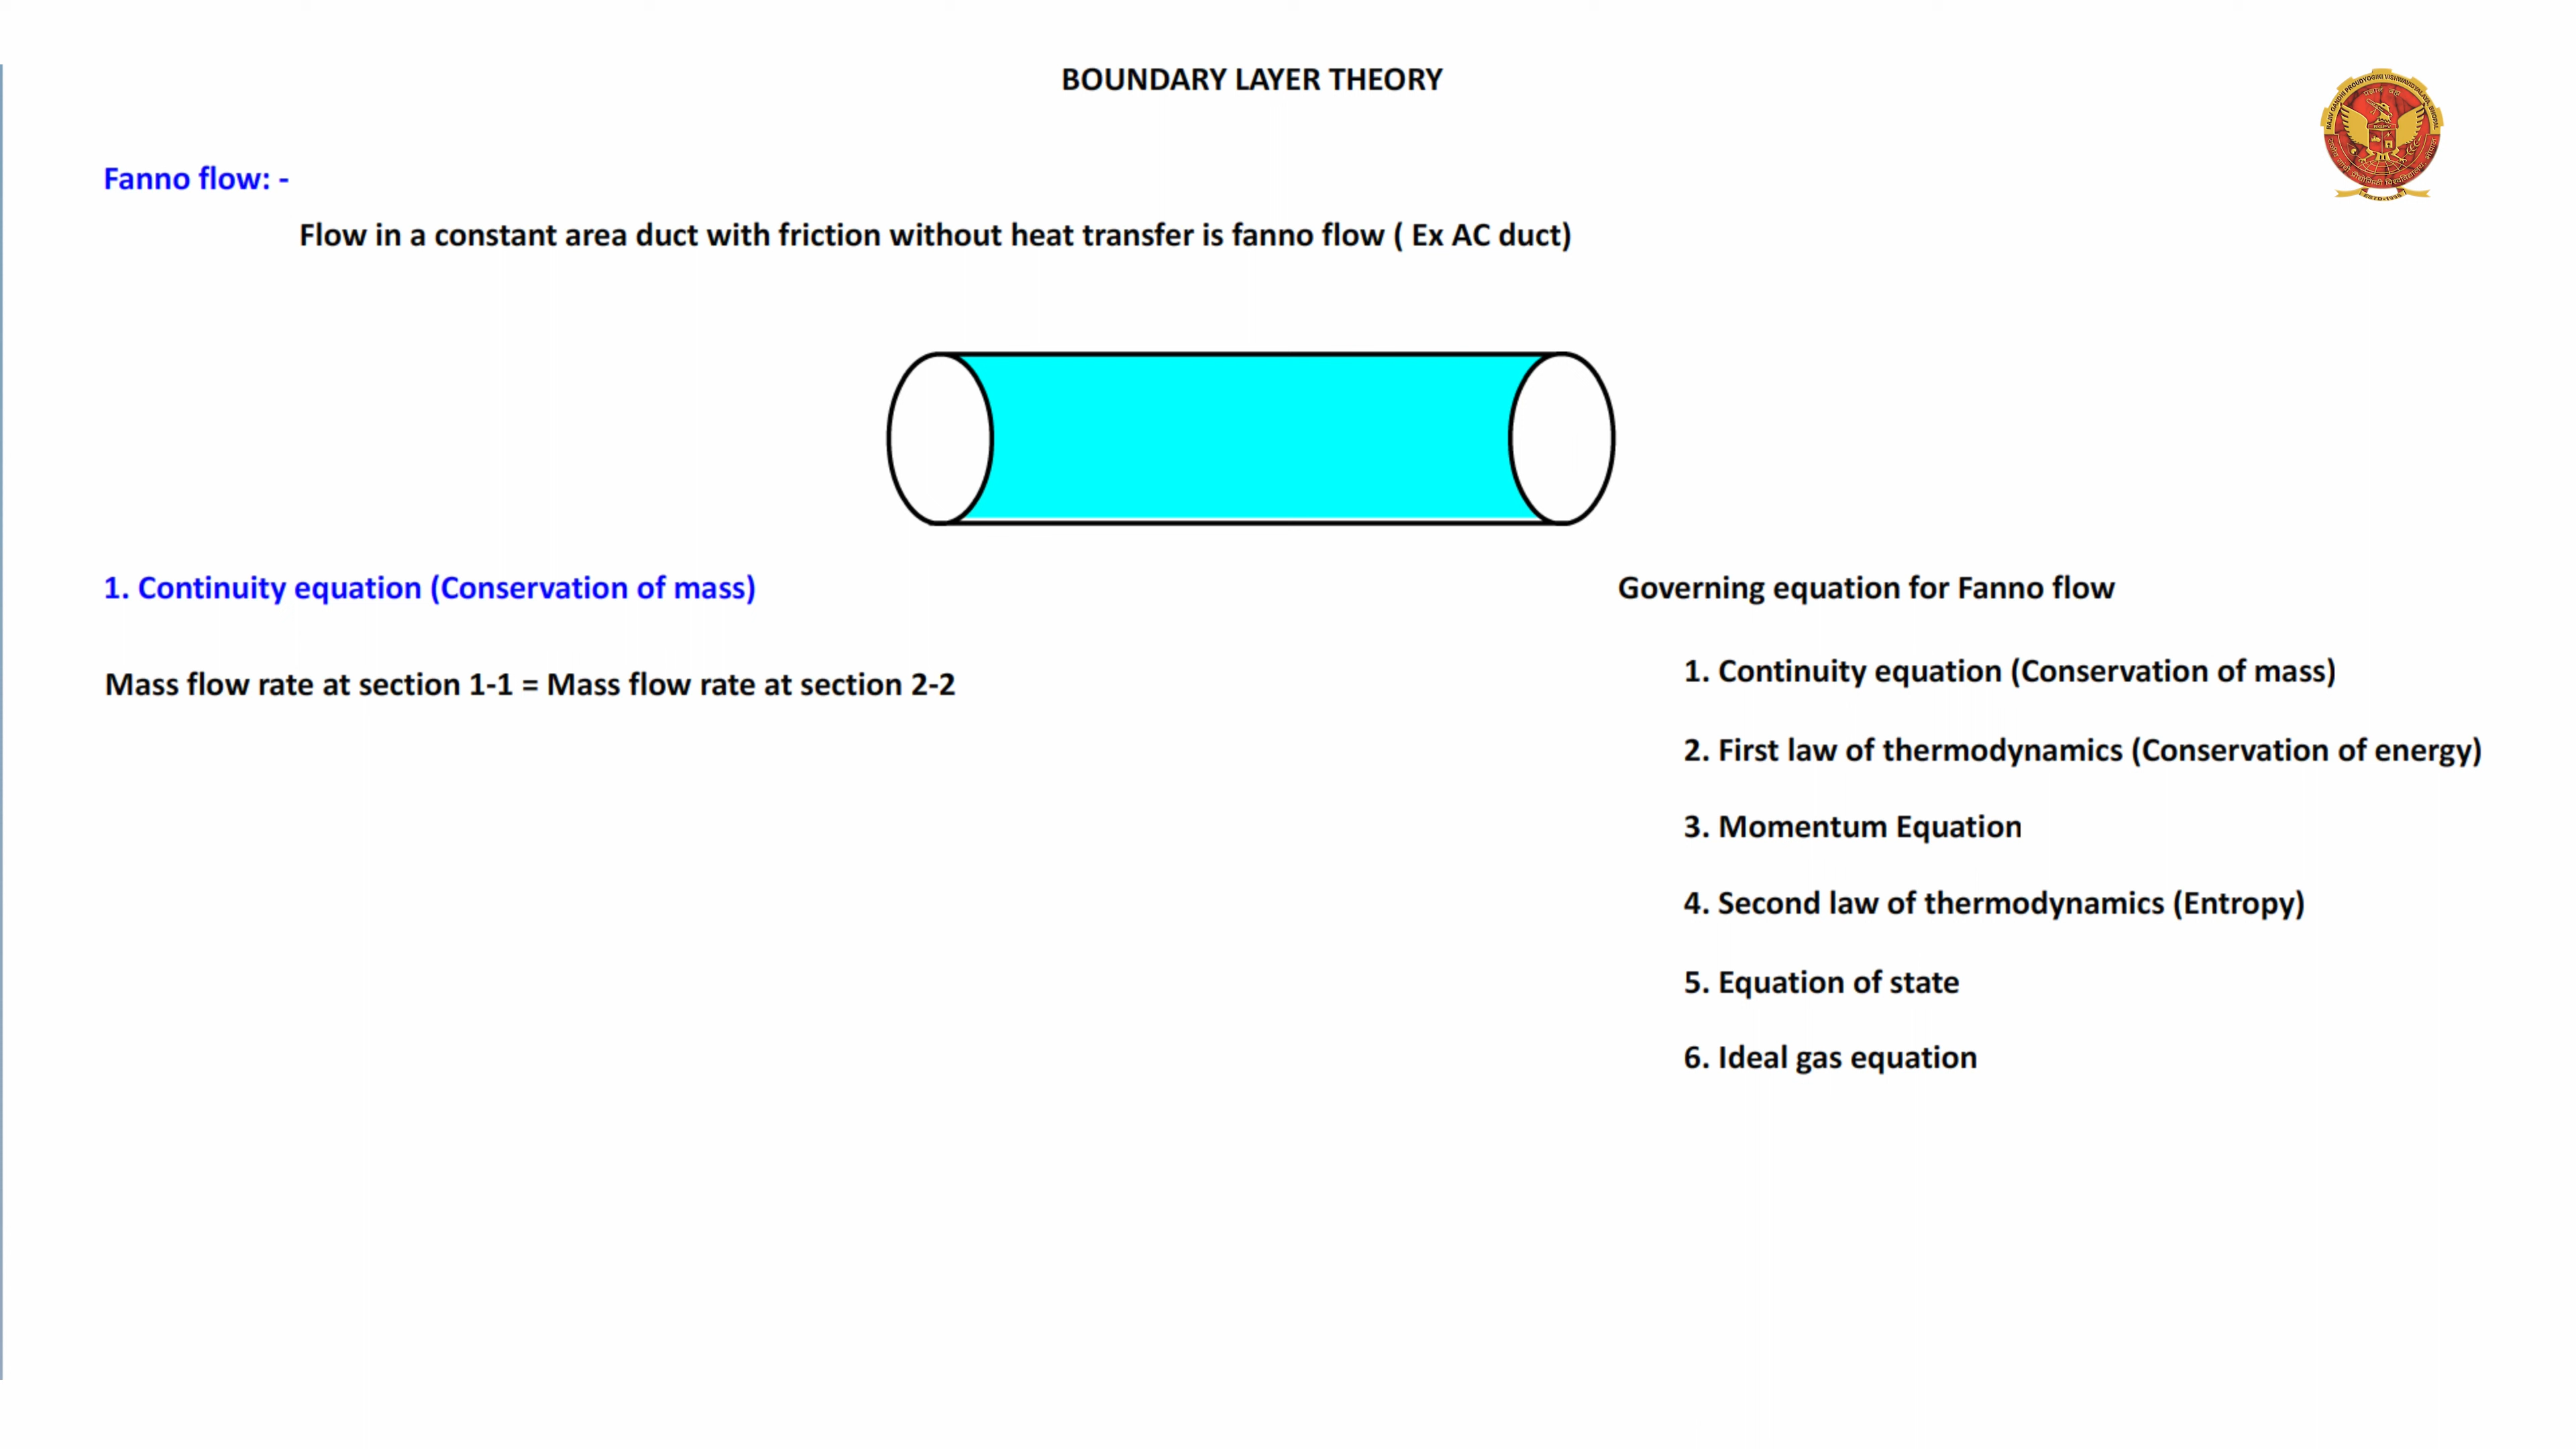 BOUNDARY LAYER THEORY
Fanno flow: -
Flow in a constant area duct with friction without heat transfer is fanno flow ( Ex AC duct)
1. Continuity equation (Conservation of mass)
Mass flow rate at section 1-1 = Mass flow rate at section 2-2
Governing equation for Fanno flow
1. Continuity equation (Conservation of mass)
2. First law of thermodynamics (Conservation of energy)
3. Momentum Equation
4. Second law of thermodynamics (Entropy)
5. Equation of state
6. Ideal gas equation